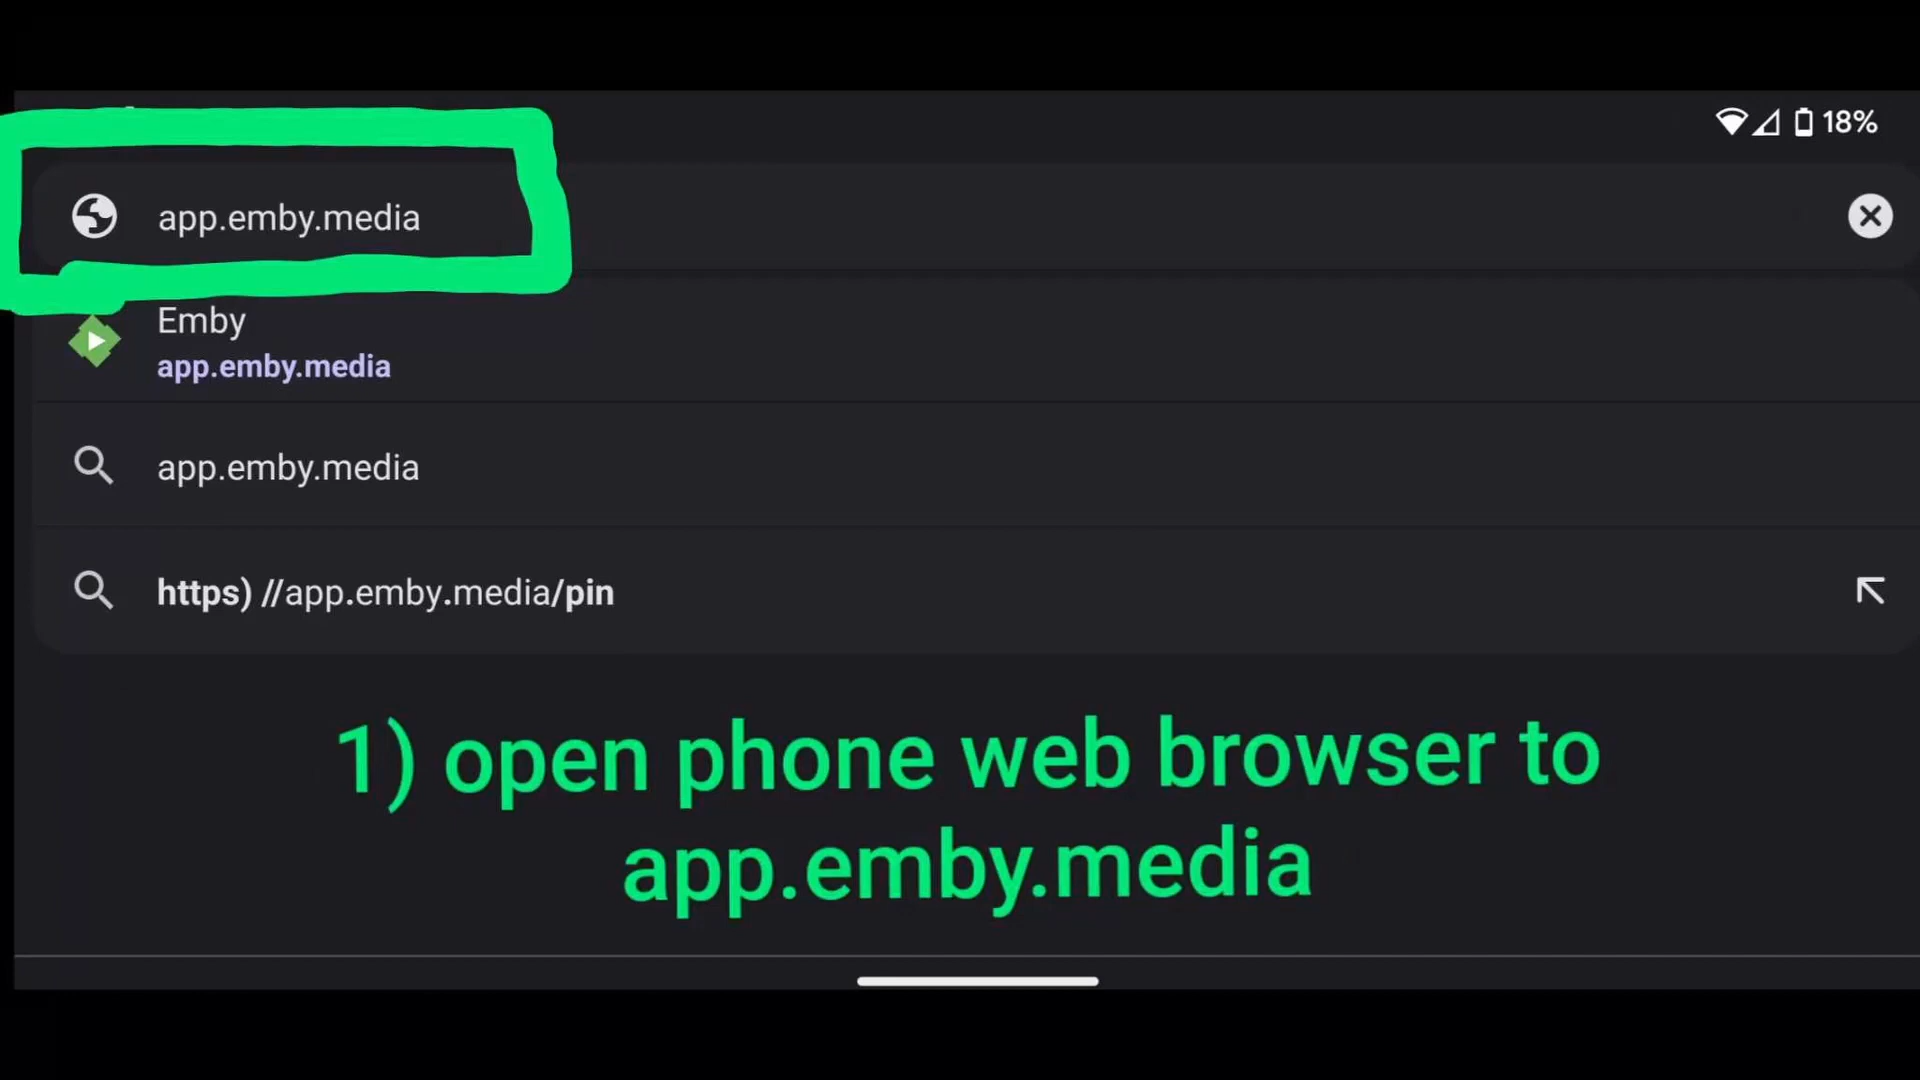 18%
app.emby.media
Emby
app.emby.media
app.emby.media
https) //app.emby.media/pin
1) open phone web browser to
app.emby.media